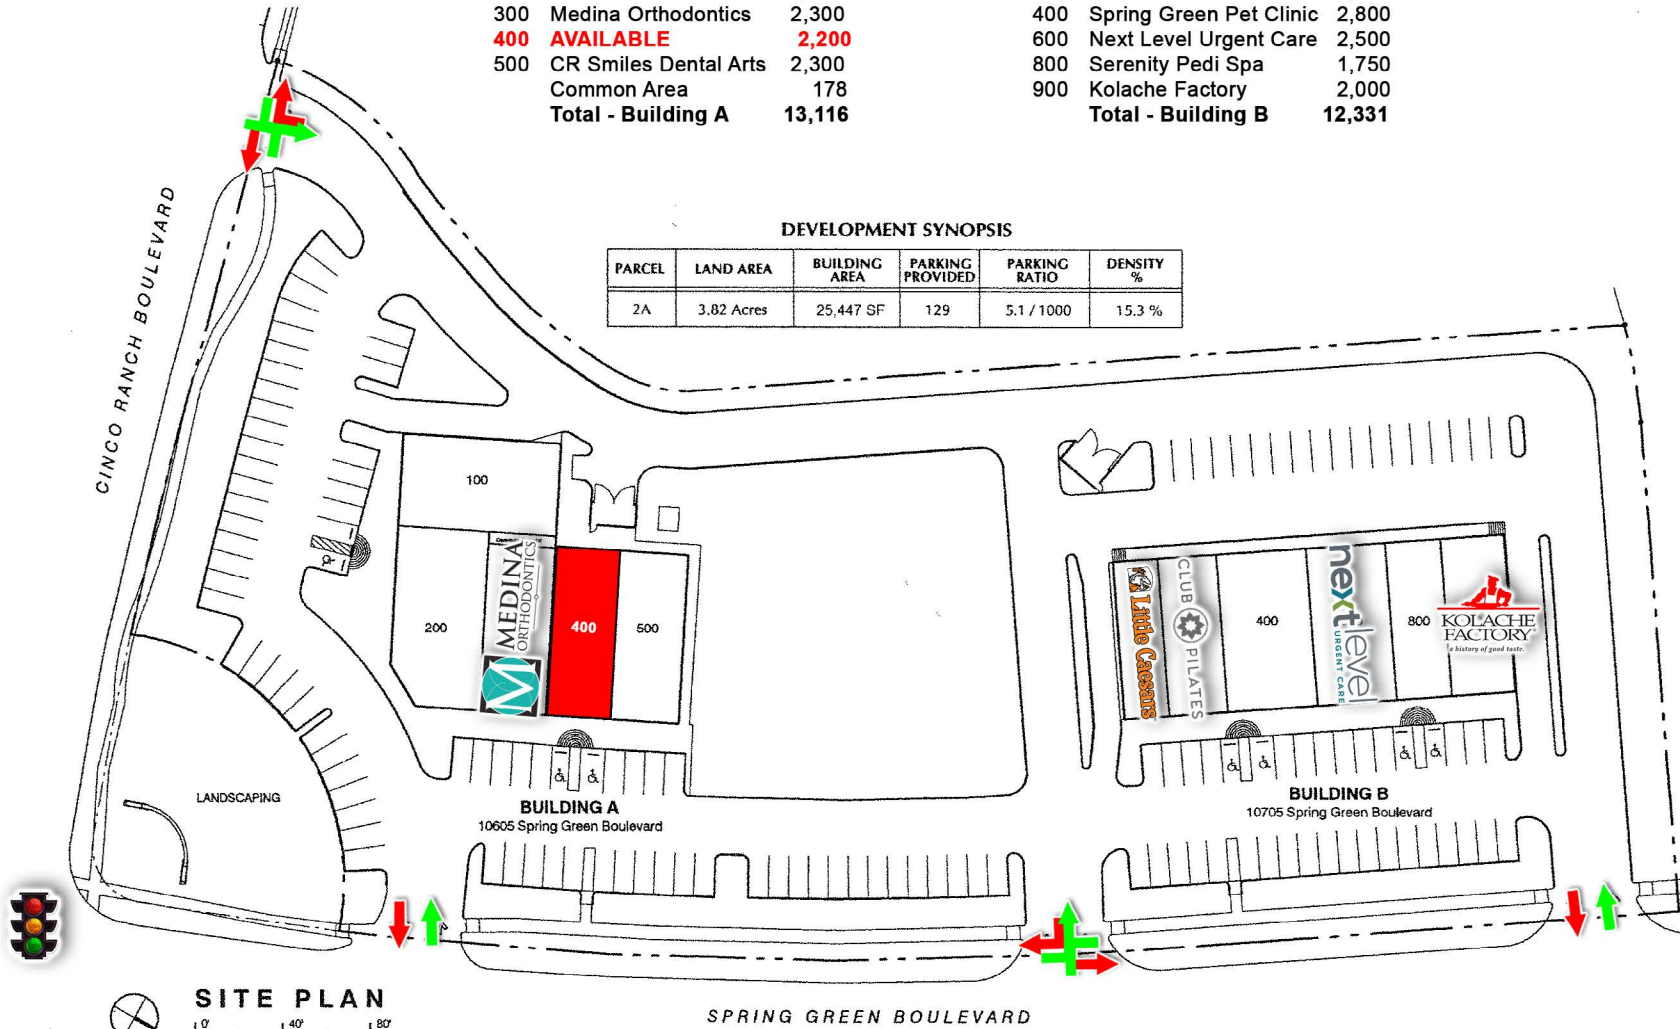 300 Medina Orthodontics 2,300
400 AVAILABLE 2,200
500 CR Smiles Dental Arts 2,300
Common Area 178
Total - Building A 13,116
400 Spring Green Pet Clinic 2,800
600 Next Level Urgent Care 2,500
800 Serenity Pedi Spa 1,750
900 Kolache Factory 2,000
Total - Building B 12,331
CINCO RANCH BOULEVARD
DEVELOPMENT SYNOPSIS
PARCEL LAND AREA BUILDING AREA PARKING PROVIDED PARKING RATIO DENSITY %
2A 3.82 Acres 25,447 SF 129 5.1 / 1000 15.3 %
100
200
MEDINA
ORTHODONTICS
M
400
500
Little Caesars
CLUB PILATES
400
nextlevel
URGENT CARE
800
KOLACHE
FACTORY
a history of good taste.
LANDSCAPING
BUILDING A
10605 Spring Green Boulevard
BUILDING B
10705 Spring Green Boulevard
SITE PLAN
0' 40' 80'
SPRING GREEN BOULEVARD